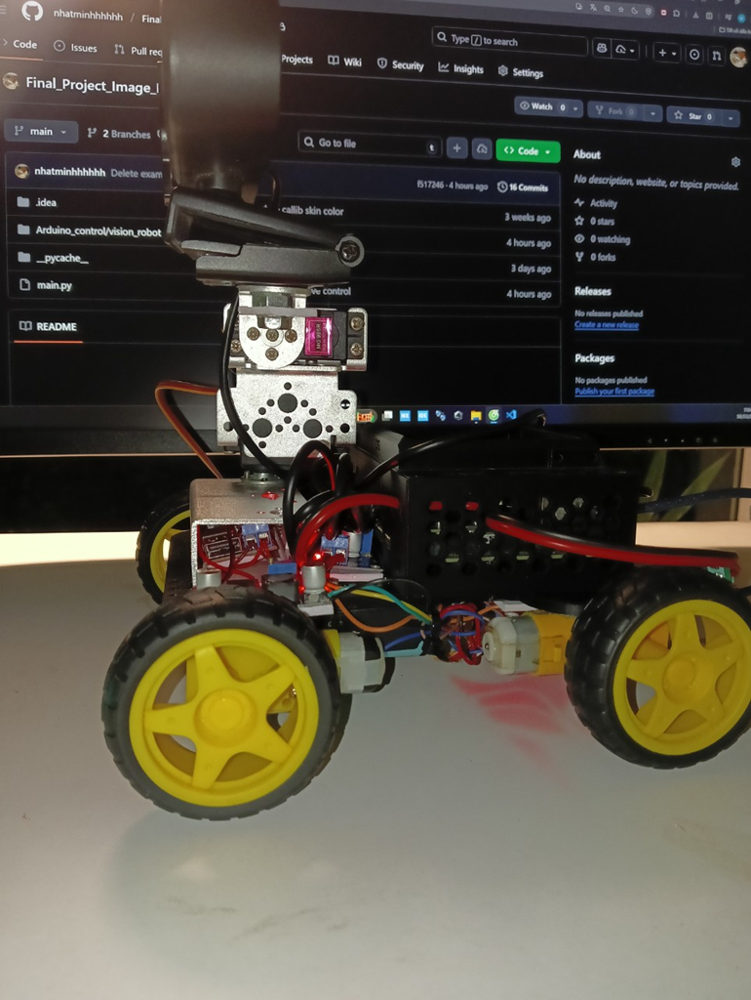 nhatminhhhhhh / Final
Type / to search
Code Issues Pull req
Projects Wiki Security Insights Settings
Final_Project_Image_
Watch 0 Fork 0 Star 0
main 2 Branches
Go to file t
Code
About
nhatminhhhhhh Delete exam
f517246 · 4 hours ago 16 Commits
No description, website, or topics provided.
.idea
callib skin color
3 weeks ago
Activity
0 stars
Arduino_control/vision_robot
4 hours ago
0 watching
__pycache__
3 days ago
0 forks
main.py
control
4 hours ago
Releases
README
No releases published
Create a new release
Packages
No packages published
Publish your first package